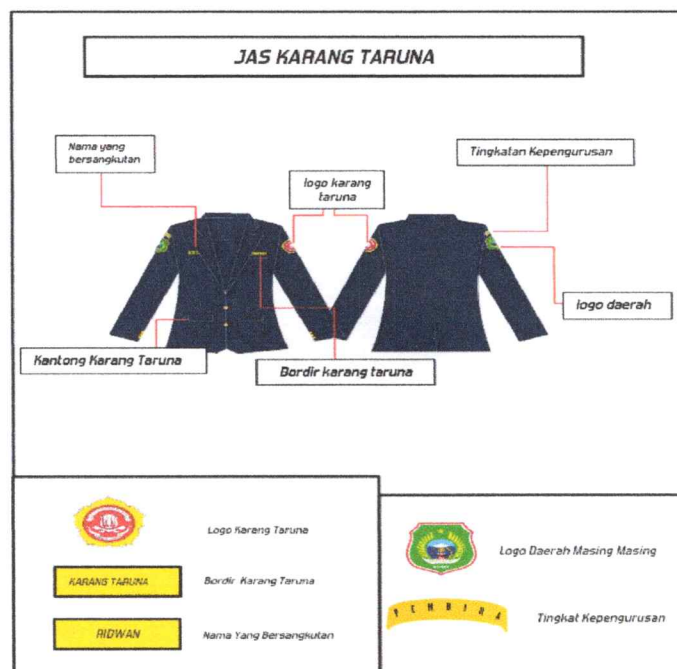 JAS KARANG TARUNA
Nama yang
bersangkutan
logo karang
taruna
Tingkatan Kepengurusan
logo daerah
Kantong Karang Taruna
Bordir karang taruna
Logo Karang Taruna
KARANG TARUNA
Bordir Karang Taruna
RIDWAN
Nama Yang Bersangkutan
Logo Daerah Masing Masing
PEMBINA
Tingkat Kepengurusan